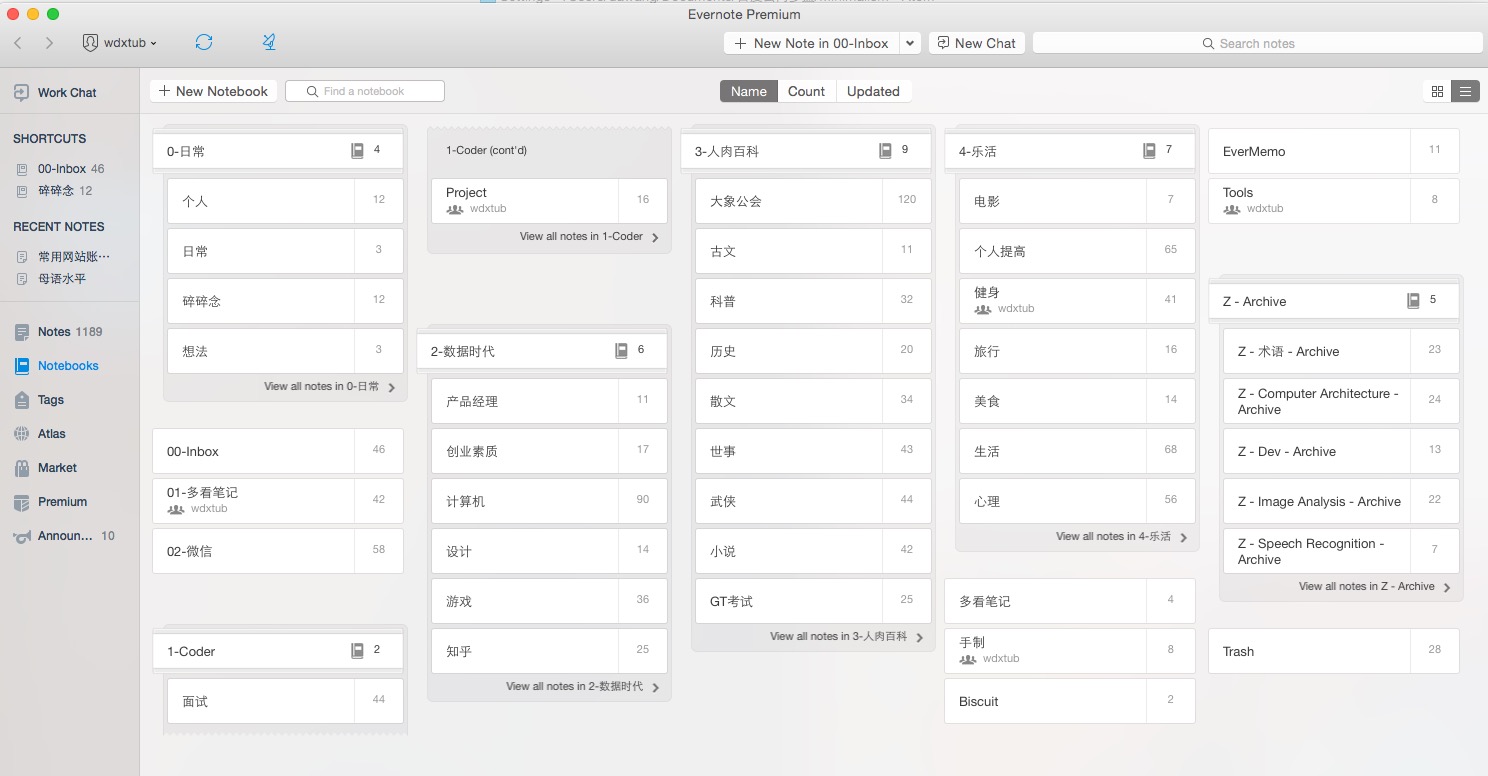 Evernote Premium
wdxtub
New Note in 00-Inbox
New Chat
Search notes
Work Chat
SHORTCUTS
00-Inbox 46
碎碎念 12
RECENT NOTES
常用网站账…
母语水平
Notes 1189
Notebooks
Tags
Atlas
Market
Premium
Announ... 10
New Notebook
Find a notebook
Name
Count
Updated
0-日常 4
个人 12
日常 3
碎碎念 12
想法 3
View all notes in 0-日常
00-Inbox 46
01-多看笔记 42
wdxtub
02-微信 58
1-Coder 2
面试 44
1-Coder (cont'd)
Project 16
wdxtub
View all notes in 1-Coder
2-数据时代 6
产品经理 11
创业素质 17
计算机 90
设计 14
游戏 36
知乎 25
View all notes in 2-数据时代
3-人肉百科 9
大象公会 120
古文 11
科普 32
历史 20
散文 34
世事 43
武侠 44
小说 42
GT考试 25
View all notes in 3-人肉百科
4-乐活 7
电影 7
个人提高 65
健身 41
wdxtub
旅行 16
美食 14
生活 68
心理 56
View all notes in 4-乐活
多看笔记 4
手制 8
wdxtub
Biscuit 2
EverMemo 11
Tools 8
wdxtub
Z - Archive 5
Z - 术语 - Archive 23
Z - Computer Architecture - 24
Archive
Z - Dev - Archive 13
Z - Image Analysis - Archive 22
Z - Speech Recognition - 7
Archive
View all notes in Z - Archive
Trash 28